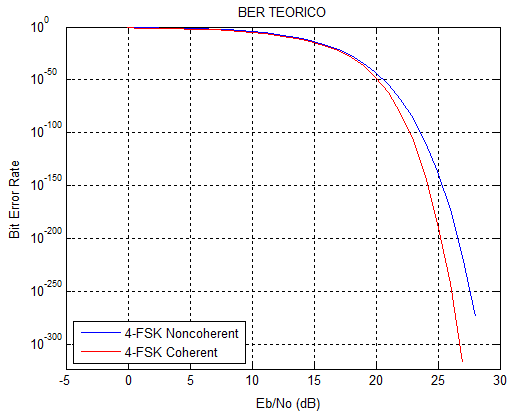 BER TEORICO
Bit Error Rate
10^0
10^-50
10^-100
10^-150
10^-200
10^-250
10^-300
4-FSK Noncoherent
4-FSK Coherent
-5 0 5 10 15 20 25 30
Eb/No (dB)